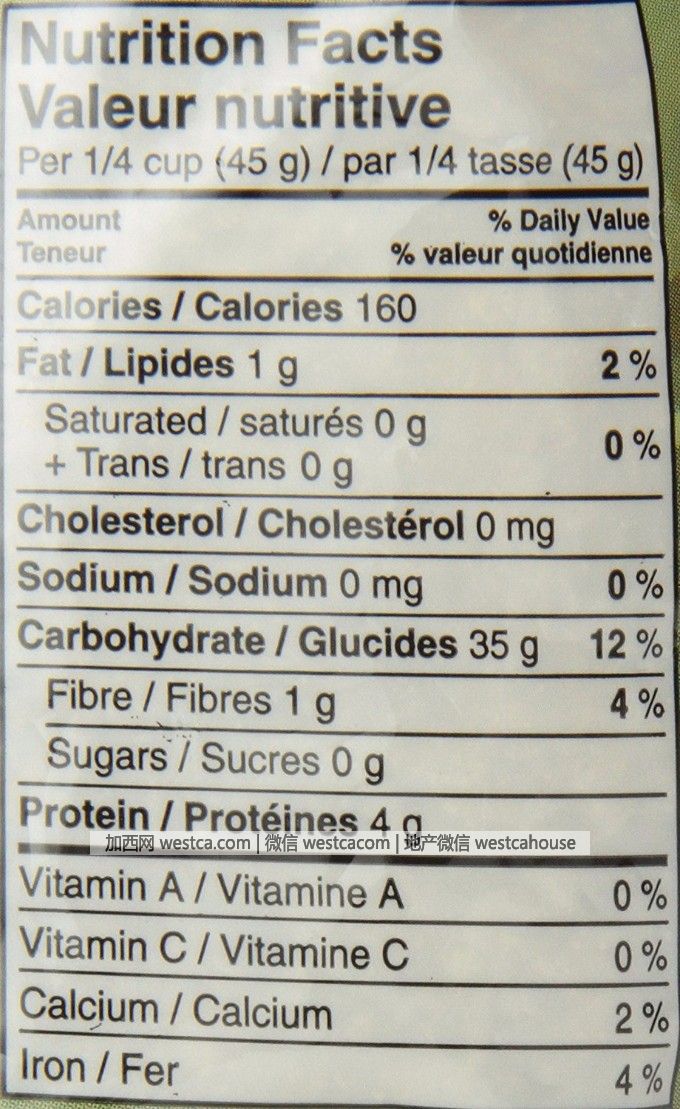 Nutrition Facts
Valeur nutritive
Per 1/4 cup (45 g) / par 1/4 tasse (45 g)
Amount % Daily Value
Teneur % valeur quotidienne
Calories / Calories 160
Fat / Lipides 1 g 2 %
Saturated / saturés 0 g
+ Trans / trans 0 g 0 %
Cholesterol / Cholestérol 0 mg
Sodium / Sodium 0 mg 0 %
Carbohydrate / Glucides 35 g 12 %
Fibre / Fibres 1 g 4 %
Sugars / Sucres 0 g
Protein / Protéines 4 g
加西网 westca.com | 微信 westcacom | 地产微信 westcahouse
Vitamin A / Vitamine A 0 %
Vitamin C / Vitamine C 0 %
Calcium / Calcium 2 %
Iron / Fer 4 %